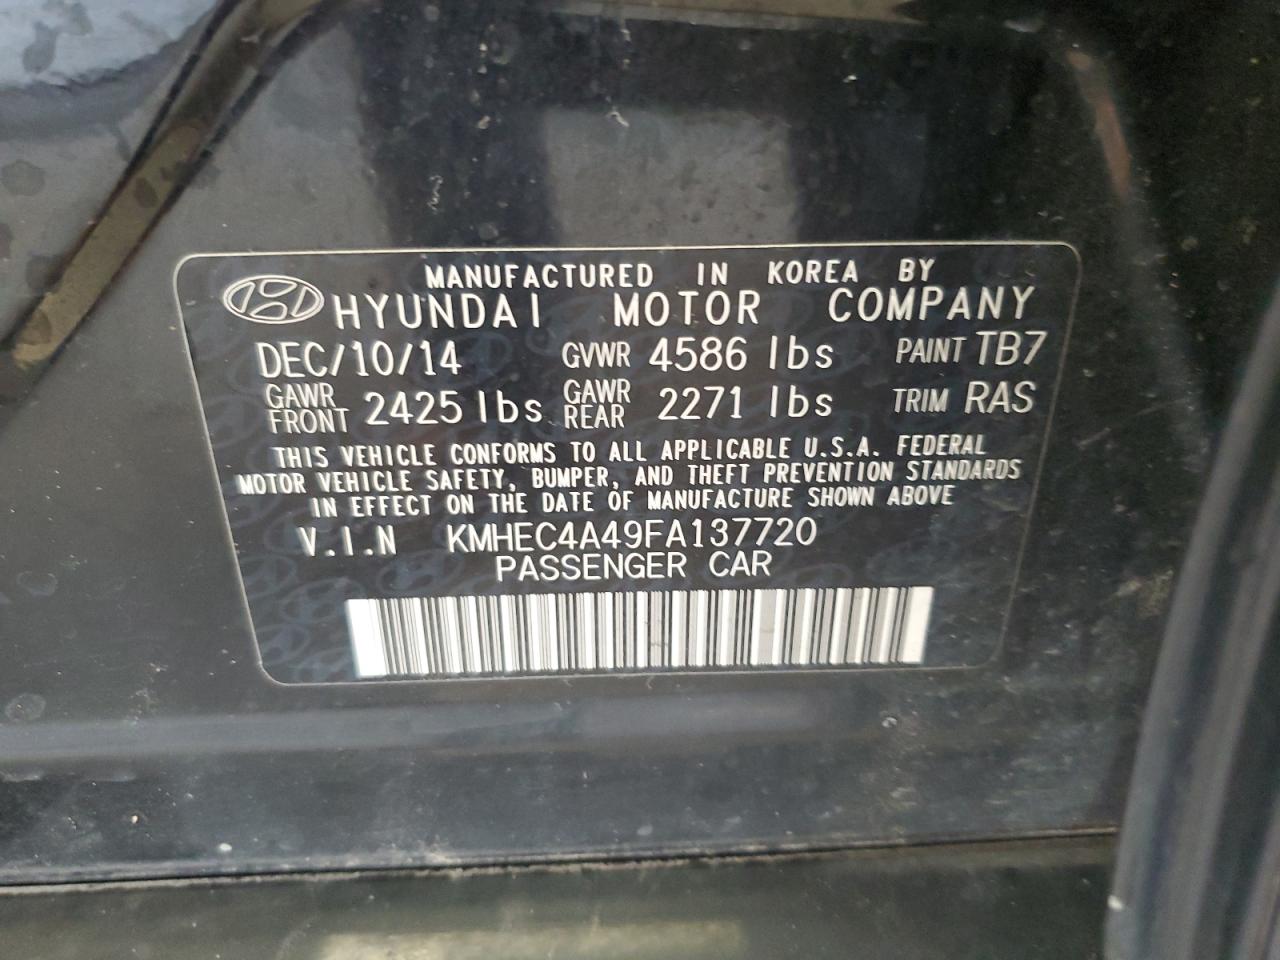 MANUFACTURED IN KOREA BY
HYUNDAI MOTOR COMPANY
DEC/10/14 GVWR 4586 lbs PAINT TB7
GAWR FRONT 2425 lbs GAWR REAR 2271 lbs TRIM RAS
THIS VEHICLE CONFORMS TO ALL APPLICABLE U.S.A. FEDERAL
MOTOR VEHICLE SAFETY, BUMPER, AND THEFT PREVENTION STANDARDS
IN EFFECT ON THE DATE OF MANUFACTURE SHOWN ABOVE
V.I.N KMHEC4A49FA137720
PASSENGER CAR